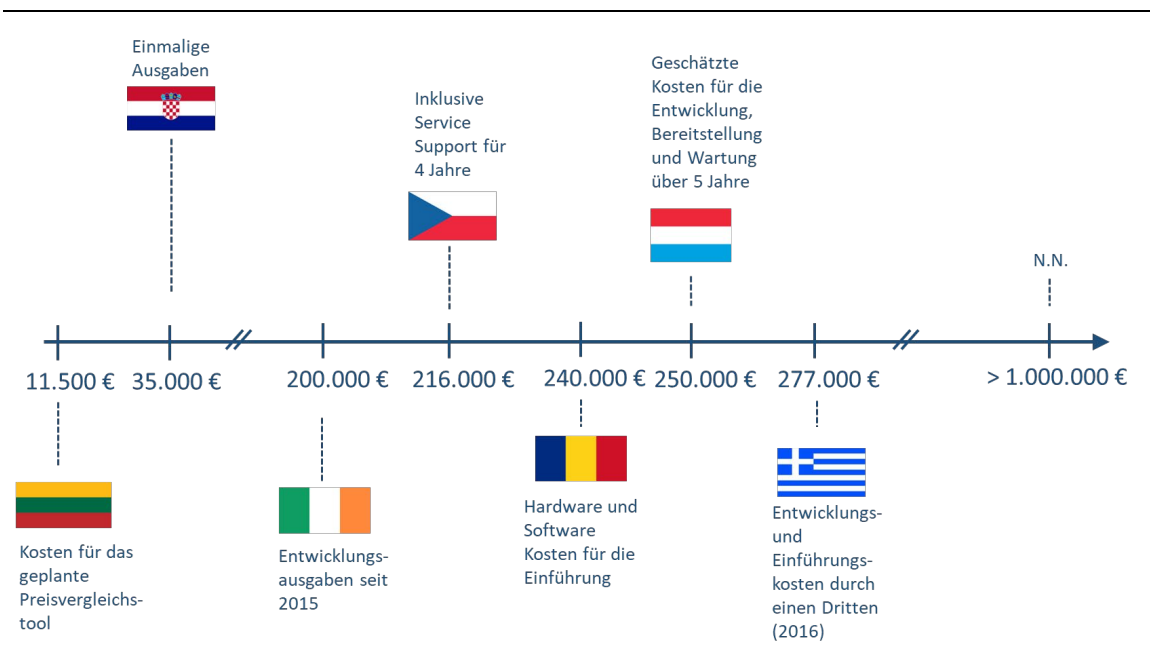 Einmalige
Ausgaben
Inklusive
Service
Support für
4 Jahre
Geschätzte
Kosten für die
Entwicklung,
Bereitstellung
und Wartung
über 5 Jahre
N.N.
11.500 €
35.000 €
200.000 €
216.000 €
240.000 €
250.000 €
277.000 €
> 1.000.000 €
Kosten für das
geplante
Preisvergleichs-
tool
Entwicklungs-
ausgaben seit
2015
Hardware und
Software
Kosten für die
Einführung
Entwicklungs-
und
Einführungs-
kosten durch
einen Dritten
(2016)